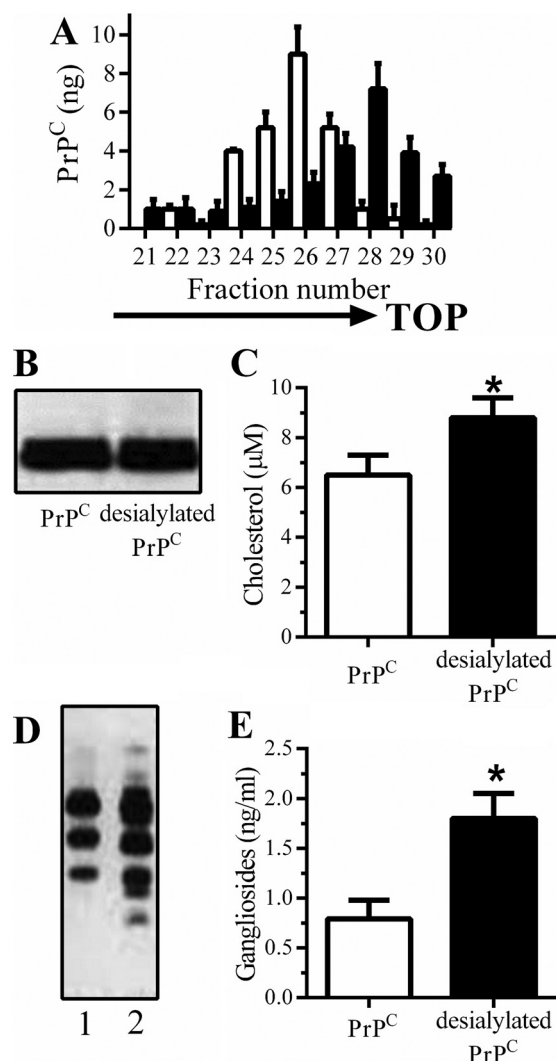 A
PrP^C (ng)
10
8
6
4
2
0
21 22 23 24 25 26 27 28 29 30
Fraction number
TOP
B
PrP^C desialylated
PrP^C
C
Cholesterol (μM)
10
8
6
4
2
0
*
PrP^C desialylated
PrP^C
D
1 2
E
Gangliosides (ng/ml)
2.5
2.0
1.5
1.0
0.5
0.0
*
PrP^C desialylated
PrP^C